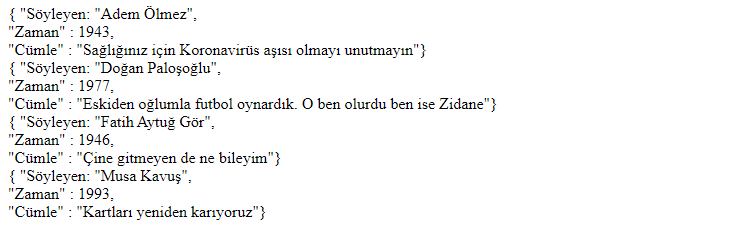 { "Söyleyen: "Adem Ölmez",
"Zaman" : 1943,
"Cümle" : "Sağlığınız için Koronavirüs aşısı olmayı unutmayın"}
{ "Söyleyen: "Doğan Paloşoğlu",
"Zaman" : 1977,
"Cümle" : "Eskiden oğlumla futbol oynardık. O ben olurdu ben ise Zidane"}
{ "Söyleyen: "Fatih Aytuğ Gör",
"Zaman" : 1946,
"Cümle" : "Çine gitmeyen de ne bileyim"}
{ "Söyleyen: "Musa Kavuş",
"Zaman" : 1993,
"Cümle" : "Kartları yeniden karıyoruz"}